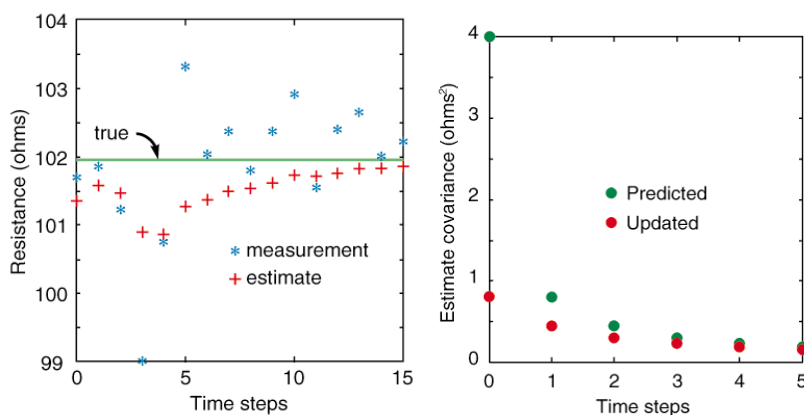 104
103
102
101
100
99
Resistance (ohms)
true
measurement
estimate
0
5
10
15
Time steps
4
3
2
1
0
Estimate covariance (ohms²)
Predicted
Updated
0
1
2
3
4
5
Time steps